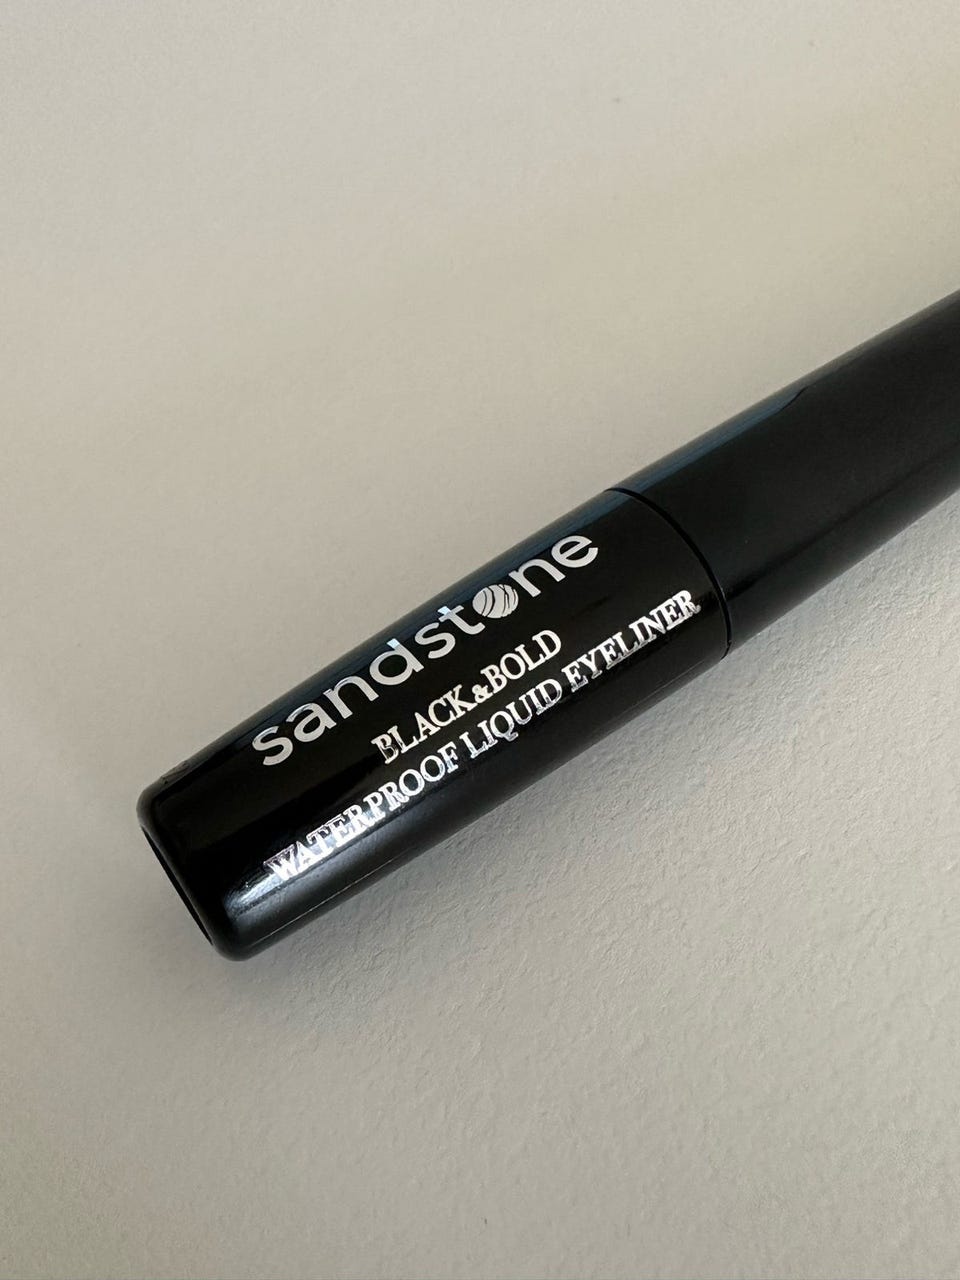 sandstone
BLACK&BOLD
WATERPROOF LIQUID EYELINER